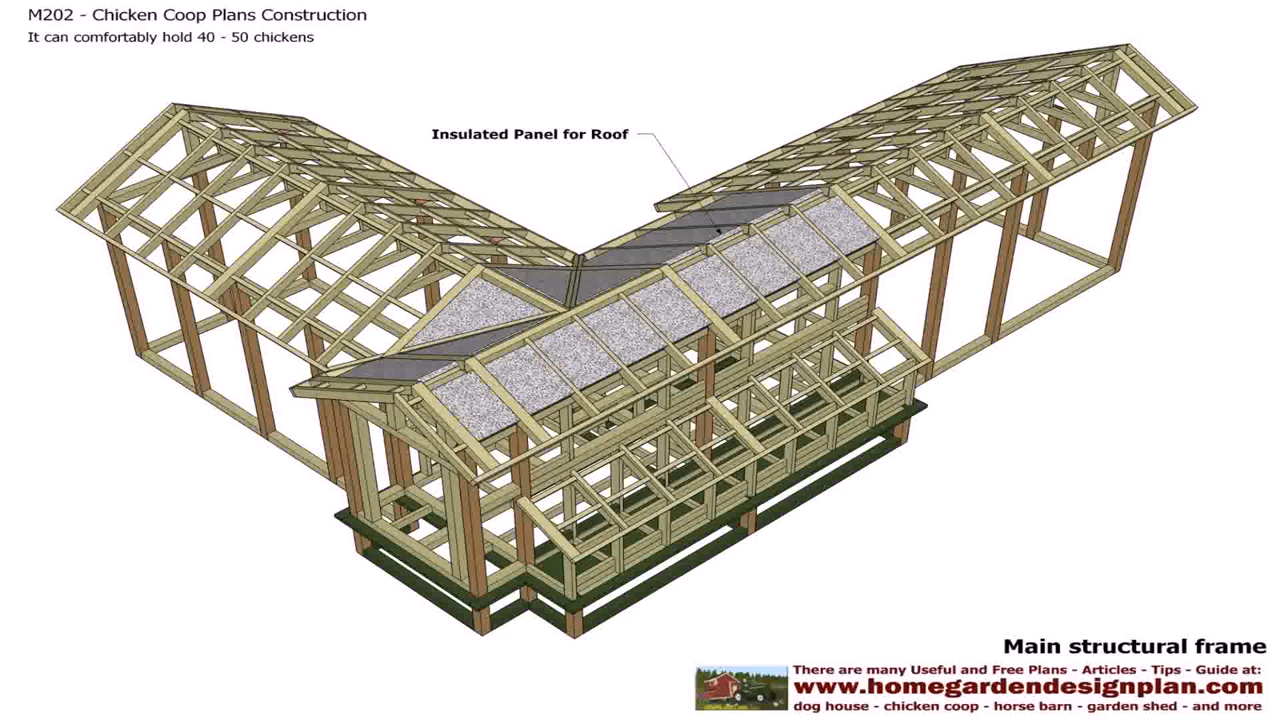 M202 - Chicken Coop Plans Construction
It can comfortably hold 40 - 50 chickens
Insulated Panel for Roof
Main structural frame
There are many Useful and Free Plans - Articles - Tips - Guide at:
www.homegardendesignplan.com
dog house - chicken coop - horse barn - garden shed - and more